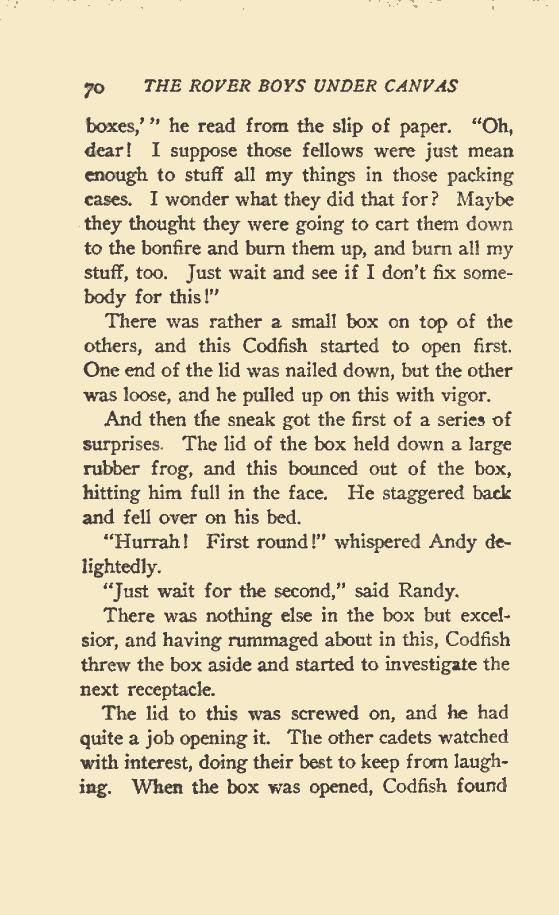 70 THE ROVER BOYS UNDER CANVAS
boxes,’” he read from the slip of paper. “Oh,
dear! I suppose those fellows were just mean
enough to stuff all my things in those packing
cases. I wonder what they did that for? Maybe
they thought they were going to cart them down
to the bonfire and burn them up, and burn all my
stuff, too. Just wait and see if I don’t fix some-
body for this!”
There was rather a small box on top of the
others, and this Codfish started to open first.
One end of the lid was nailed down, but the other
was loose, and he pulled up on this with vigor.
And then the sneak got the first of a series of
surprises. The lid of the box held down a large
rubber frog, and this bounced out of the box,
hitting him full in the face. He staggered back
and fell over on his bed.
“Hurrah! First round!” whispered Andy de-
lightedly.
“Just wait for the second,” said Randy.
There was nothing else in the box but excel-
sior, and having rummaged about in this, Codfish
threw the box aside and started to investigate the
next receptacle.
The lid to this was screwed on, and he had
quite a job opening it. The other cadets watched
with interest, doing their best to keep from laugh-
ing. When the box was opened, Codfish found